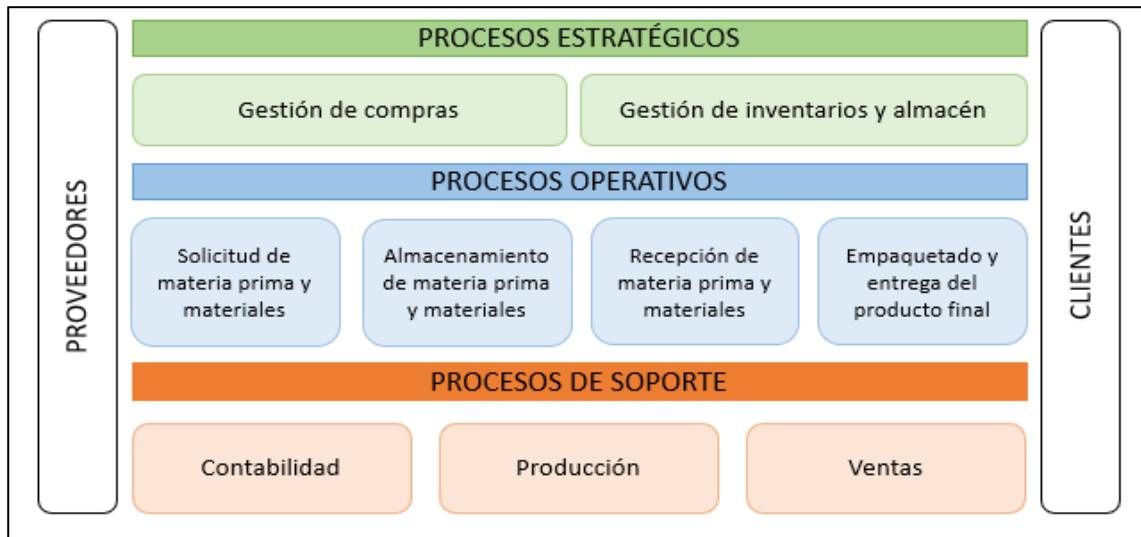 PROCESOS ESTRATÉGICOS
Gestión de compras
Gestión de inventarios y almacén
PROVEEDORES
PROCESOS OPERATIVOS
CLIENTES
Solicitud de
materia prima y
materiales
Almacenamiento
de materia prima
y materiales
Recepción de
materia prima y
materiales
Empaquetado y
entrega del
producto final
PROCESOS DE SOPORTE
Contabilidad
Producción
Ventas